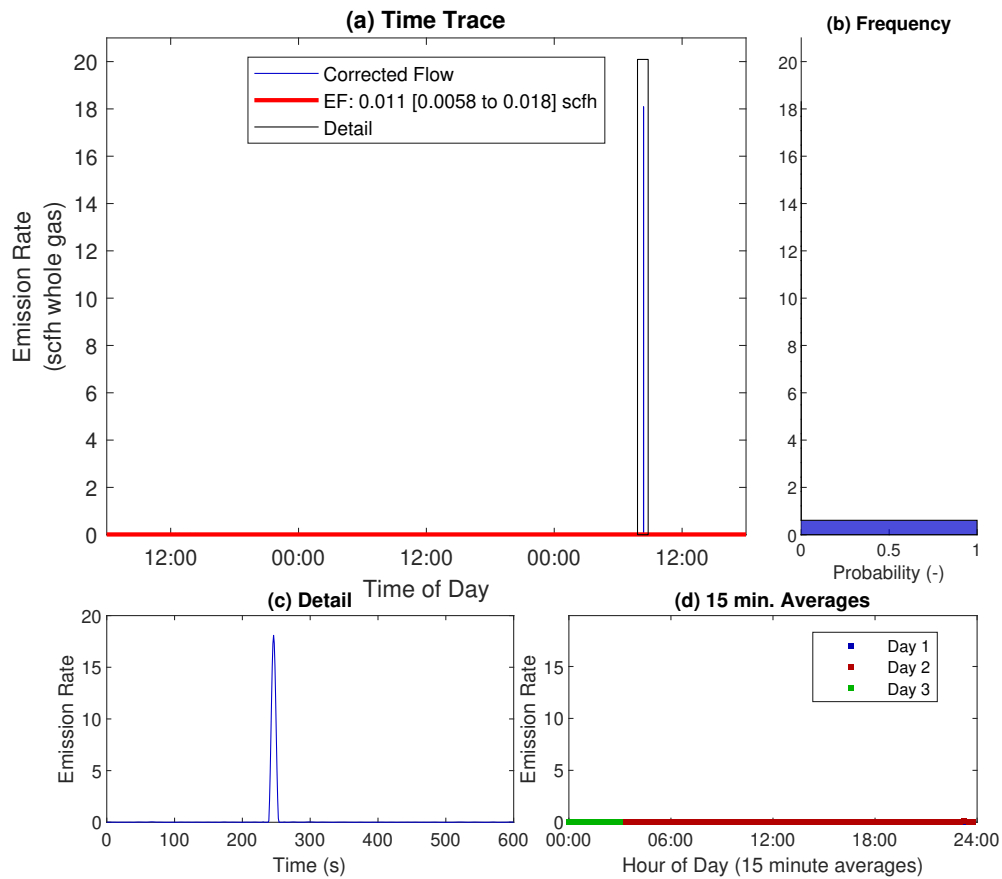 (a) Time Trace
20
18
16
14
12
10
8
6
4
2
0
Emission Rate
(scfh whole gas)
Corrected Flow
EF: 0.011 [0.0058 to 0.018] scfh
Detail
12:00
00:00
12:00
00:00
12:00
Time of Day
(b) Frequency
20
18
16
14
12
10
8
6
4
2
0
0
0.5
1
Probability (-)
(c) Detail
20
15
10
5
0
Emission Rate
0
100
200
300
400
500
600
Time (s)
(d) 15 min. Averages
15
10
5
0
Emission Rate
Day 1
Day 2
Day 3
00:00
06:00
12:00
18:00
24:00
Hour of Day (15 minute averages)